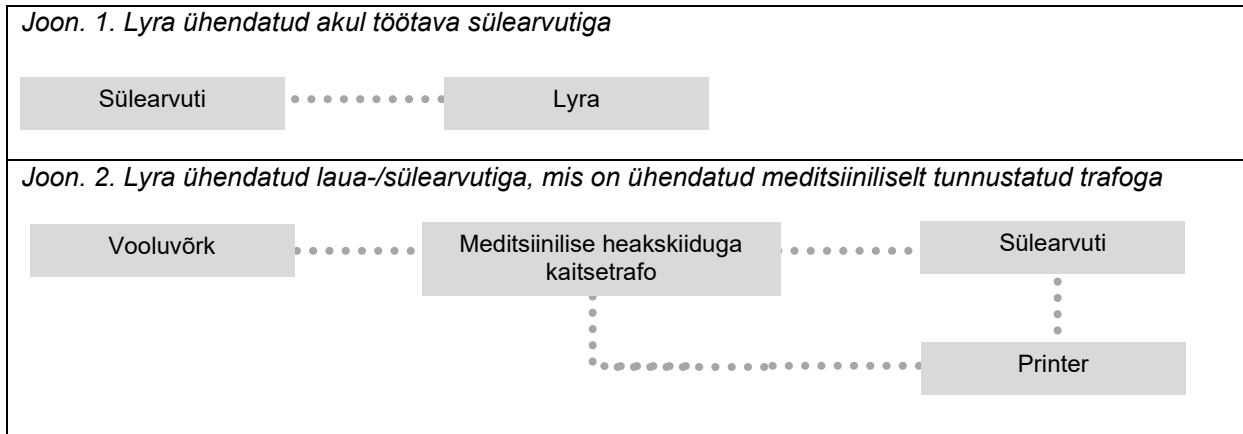 Joon. 1. Lyra ühendatud akul töötava sülearvutiga
Sülearvuti
Lyra
Joon. 2. Lyra ühendatud laua-/sülearvutiga, mis on ühendatud meditsiiniliselt tunnustatud trafoga
Vooluvõrk
Meditsiinilise heakskiiduga
kaitsetrafo
Sülearvuti
Printer